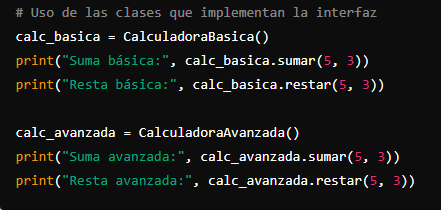 # Uso de las clases que implementan la interfaz
calc_basica = CalculadoraBasica()
print("Suma básica:", calc_basica.sumar(5, 3))
print("Resta básica:", calc_basica.restar(5, 3))
calc_avanzada = CalculadoraAvanzada()
print("Suma avanzada:", calc_avanzada.sumar(5, 3))
print("Resta avanzada:", calc_avanzada.restar(5, 3))